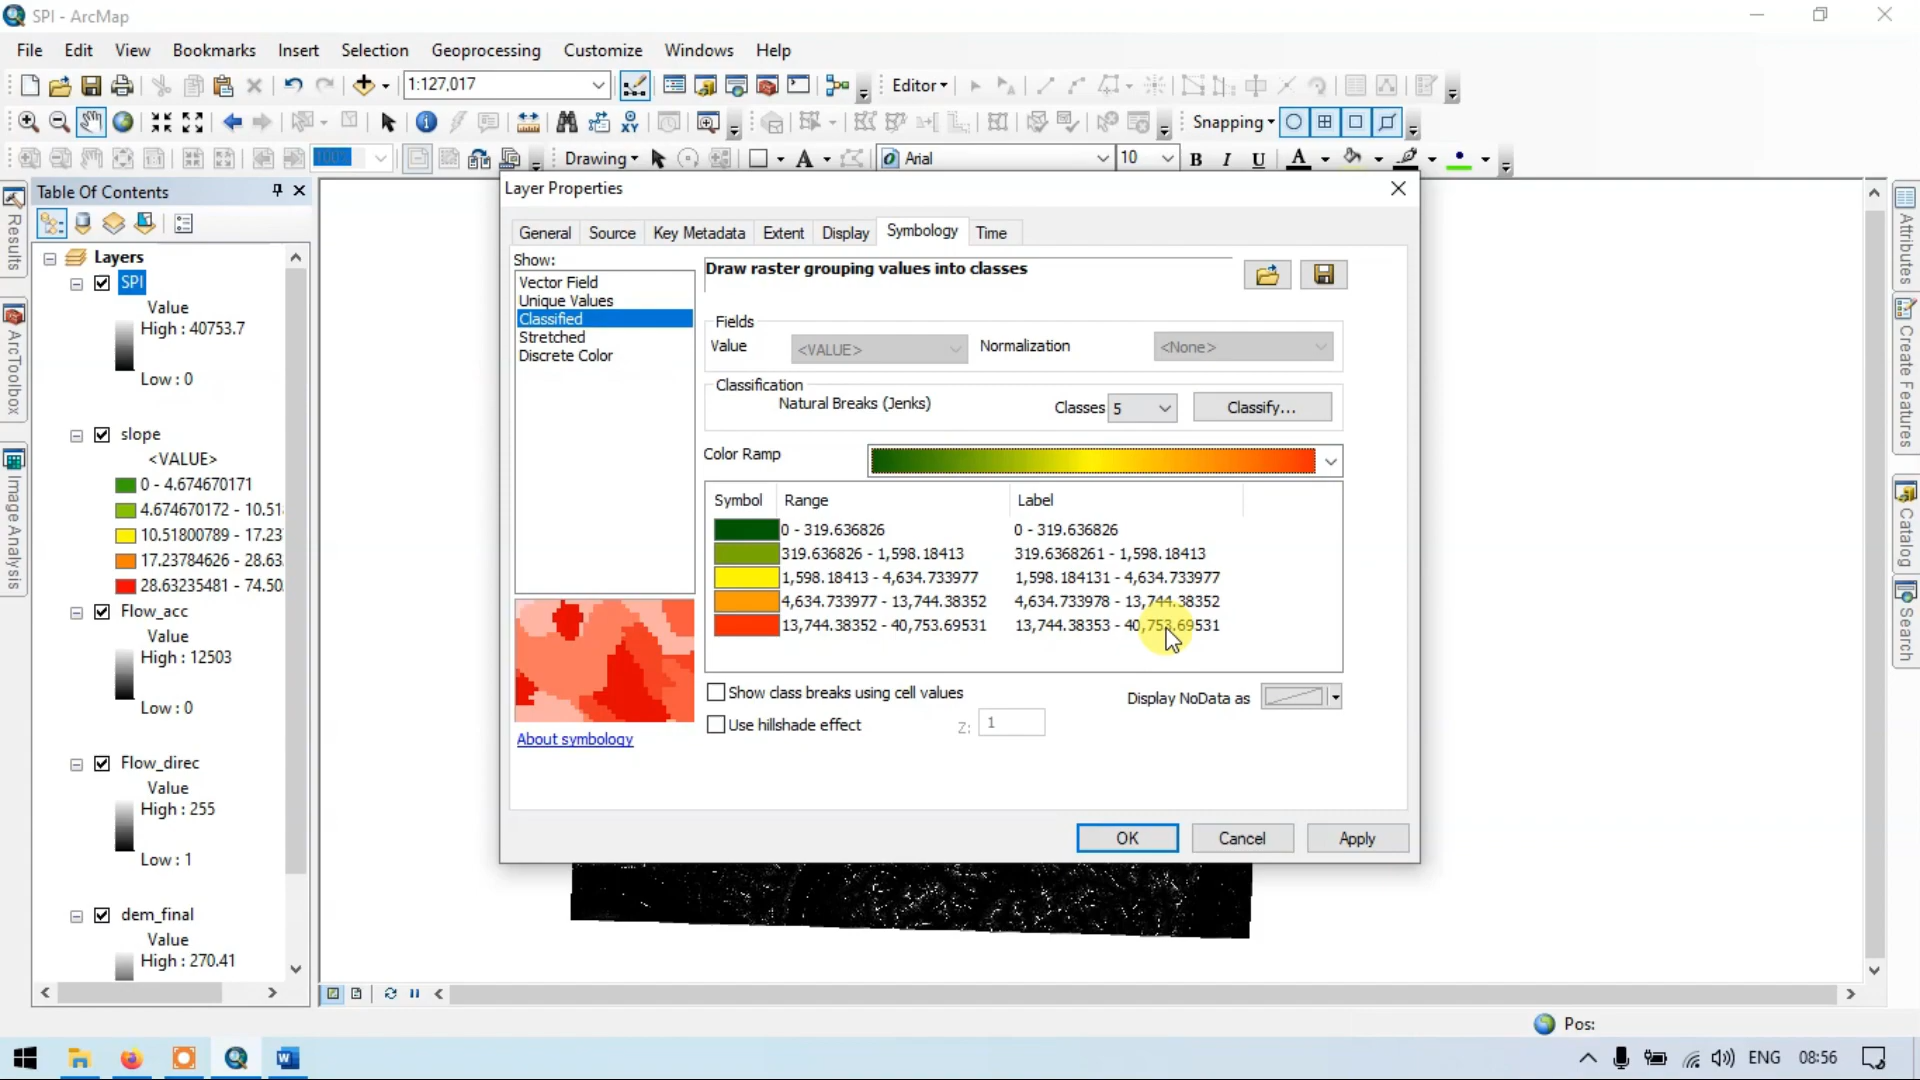 SPI - ArcMap
File Edit View Bookmarks Insert Selection Geoprocessing Customize Windows Help
1:127,017 Editor
Snapping
100% Drawing A Arial 10 B I U A
Table Of Contents
Results
ArcToolbox
Image Analysis
Layers
SPI
Value
High : 40753.7
Low : 0
slope
<VALUE>
0 - 4.674670171
4.674670172 - 10.51
10.51800789 - 17.23
17.23784626 - 28.63
28.63235481 - 74.50
Flow_acc
Value
High : 12503
Low : 0
Flow_direc
Value
High : 255
Low : 1
dem_final
Value
High : 270.41
Layer Properties
General Source Key Metadata Extent Display Symbology Time
Show:
Vector Field
Unique Values
Classified
Stretched
Discrete Color
About symbology
Draw raster grouping values into classes
Fields
Value <VALUE> Normalization <None>
Classification
Natural Breaks (Jenks) Classes 5 Classify...
Color Ramp
Symbol Range Label
0 - 319.636826 0 - 319.636826
319.636826 - 1,598.18413 319.6368261 - 1,598.18413
1,598.18413 - 4,634.733977 1,598.184131 - 4,634.733977
4,634.733977 - 13,744.38352 4,634.733978 - 13,744.38352
13,744.38352 - 40,753.69531 13,744.38353 - 40,753.69531
Show class breaks using cell values Display NoData as
Use hillshade effect Z: 1
OK Cancel Apply
Attributes
Create Features
Catalog
Search
Pos:
ENG 08:56